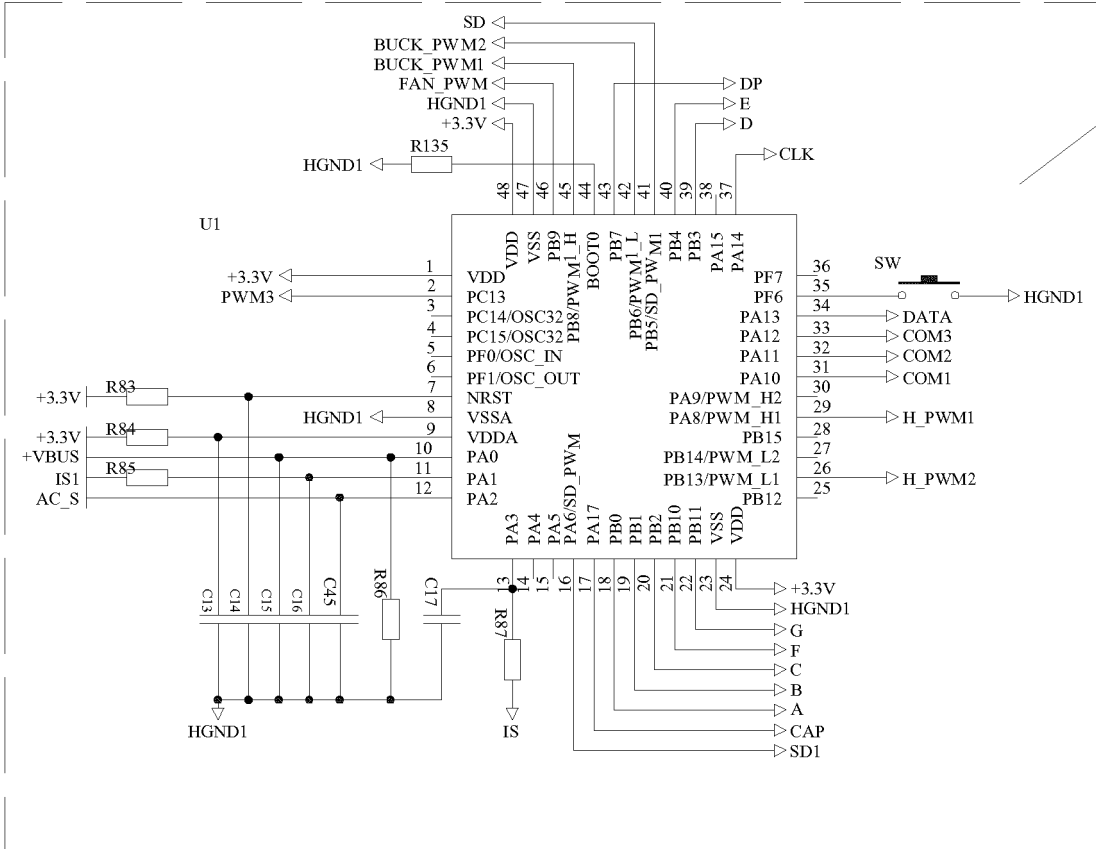 SD
BUCK_PWM2
BUCK_PWM1
FAN_PWM
HGND1
+3.3V
DP
E
D
R135
HGND1
CLK
48 47 46 45 44 43 42 41 40 39 38 37
U1
VDD VSS PB9 PB8/PWM1_H BOOT0 PB7 PB6/PWM1_L PB5/SD_PWM1 PB4 PB3 PA15 PA14
+3.3V 1 VDD
PWM3 2 PC13
3 PC14/OSC32
4 PC15/OSC32
5 PF0/OSC_IN
6 PF1/OSC_OUT
+3.3V R83 7 NRST
HGND1 8 VSSA
+3.3V R84 9 VDDA
+VBUS 10 PA0
IS1 R85 11 PA1
AC_S 12 PA2
PF7 36
SW
PF6 35 HGND1
PA13 34 DATA
PA12 33 COM3
PA11 32 COM2
PA10 31 COM1
PA9/PWM_H2 30
PA8/PWM_H1 29 H_PWM1
PB15 28
PB14/PWM_L2 27
PB13/PWM_L1 26 H_PWM2
PB12 25
PA3 PA4 PA5 PA6/SD_PWM PA17 PB0 PB1 PB2 PB10 PB11 VSS VDD
13 14 15 16 17 18 19 20 21 22 23 24
C13 C14 C15 C16 C45 R86 C17 R87
+3.3V
HGND1
G
F
C
B
A
CAP
SD1
HGND1
IS